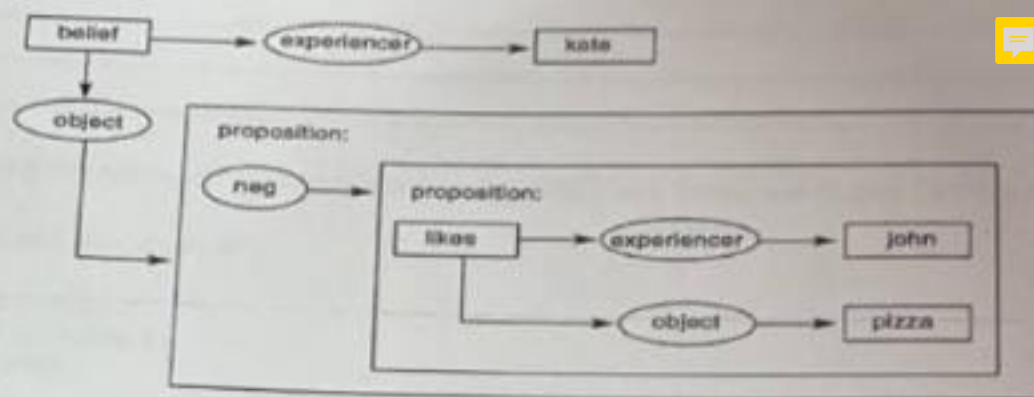 belief experiencer kate
object
proposition:
neg
proposition:
likes experiencer john
object pizza